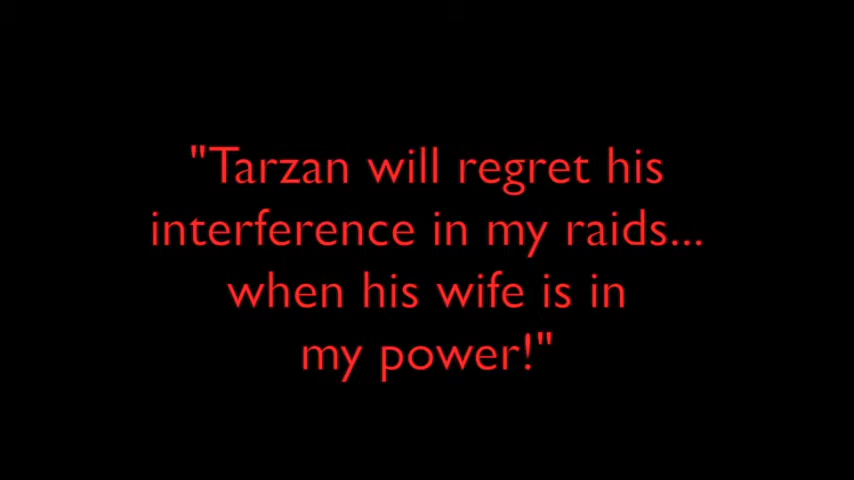 "Tarzan will regret his
interference in my raids...
when his wife is in
my power!"